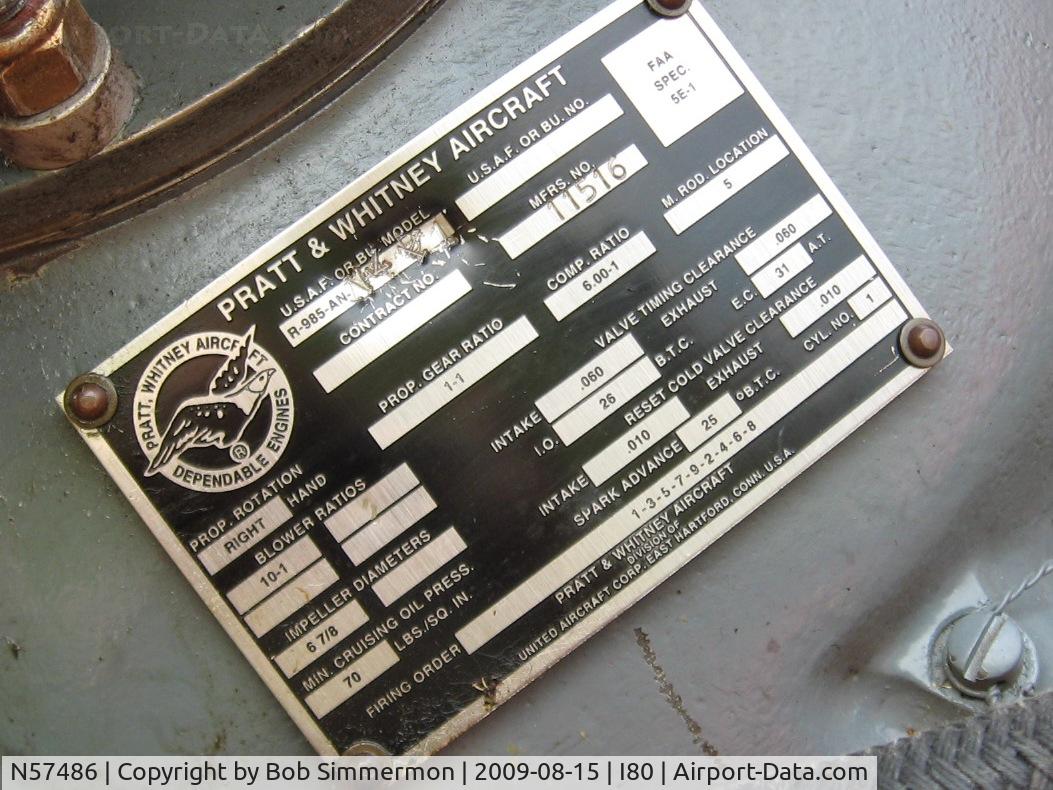 AIRPORT-DATA.COM
PRATT & WHITNEY AIRCRAFT
FAA
SPEC.
5E-1
U.S.A.F. OR BU. MODEL
R-985-AN-
U.S.A.F. OR BU. NO.
CONTRACT NO.
MFRS. NO.
11516
PROP. GEAR RATIO
1-1
COMP. RATIO
6.00-1
M. ROD. LOCATION
5
PRATT, WHITNEY AIRCRAFT
DEPENDABLE ENGINES
®
PROP. ROTATION
RIGHT HAND
BLOWER RATIOS
10-1
IMPELLER DIAMETERS
6 7/8
MIN. CRUISING OIL PRESS.
70 LBS./SQ. IN.
VALVE TIMING CLEARANCE
INTAKE .060 EXHAUST .060
I.O. 26 B.T.C. E.C. 31 A.T.
RESET COLD VALVE CLEARANCE
INTAKE .010 EXHAUST .010
SPARK ADVANCE 25 °B.T.C. CYL. NO. 1
FIRING ORDER 1-3-5-7-9-2-4-6-8
PRATT & WHITNEY AIRCRAFT
DIVISION OF
UNITED AIRCRAFT CORP. EAST HARTFORD, CONN. U.S.A.
N57486 | Copyright by Bob Simmermon | 2009-08-15 | I80 | Airport-Data.com